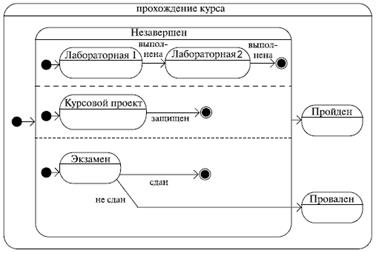 прохождение курса
Незавершен
Лабораторная 1
выпол-
нена
Лабораторная 2
выпол-
нена
Курсовой проект
защищен
Пройден
Экзамен
сдан
не сдан
Провален